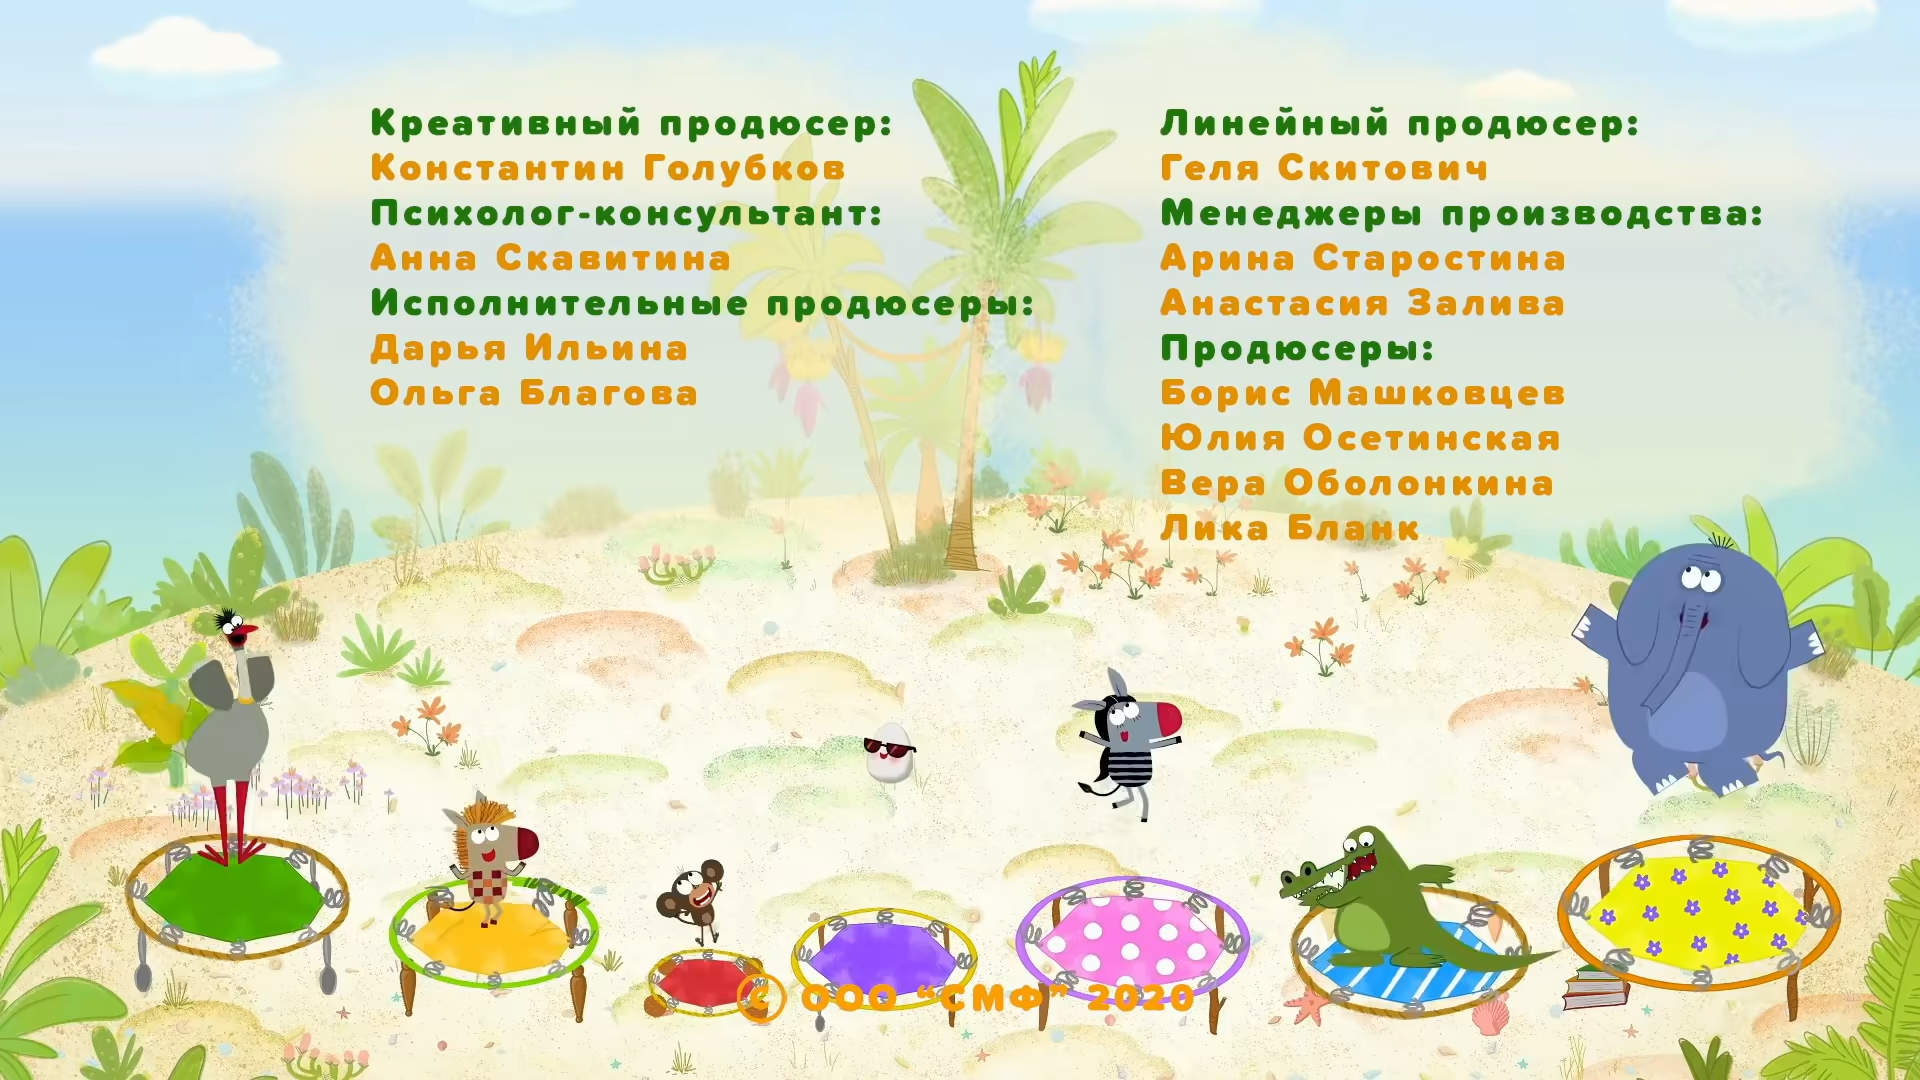 Креативный продюсер:
Константин Голубков
Психолог-консультант:
Анна Скавитина
Исполнительные продюсеры:
Дарья Ильина
Ольга Благова
Линейный продюсер:
Геля Скитович
Менеджеры производства:
Арина Старостина
Анастасия Залива
Продюсеры:
Борис Машковцев
Юлия Осетинская
Вера Оболонкина
Лика Бланк
© ООО “СМФ” 2020